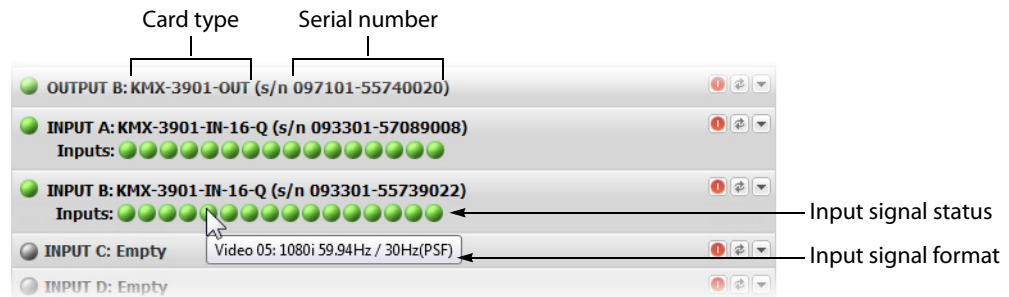 Card type
Serial number
OUTPUT B: KMX-3901-OUT (s/n 097101-55740020)
INPUT A: KMX-3901-IN-16-Q (s/n 093301-57089008)
Inputs:
INPUT B: KMX-3901-IN-16-Q (s/n 093301-55739022)
Inputs:
Input signal status
INPUT C: Empty
Video 05: 1080i 59.94Hz / 30Hz(PSF)
Input signal format
INPUT D: Empty